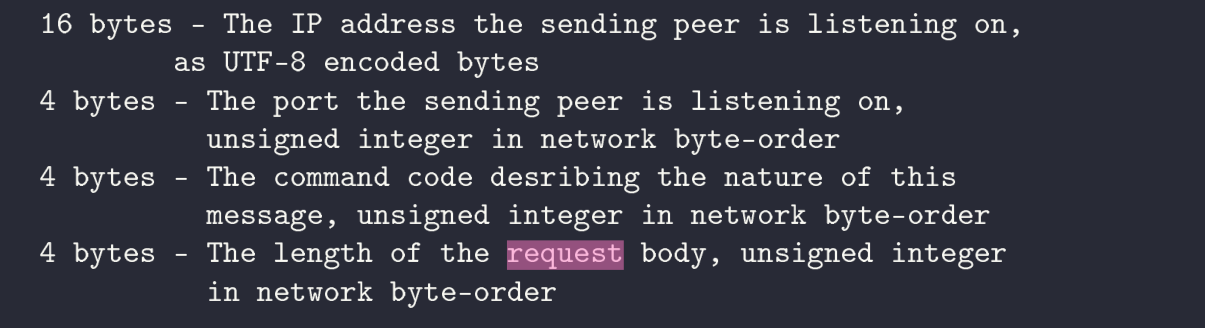 16 bytes - The IP address the sending peer is listening on,
as UTF-8 encoded bytes
4 bytes - The port the sending peer is listening on,
unsigned integer in network byte-order
4 bytes - The command code desribing the nature of this
message, unsigned integer in network byte-order
4 bytes - The length of the request body, unsigned integer
in network byte-order